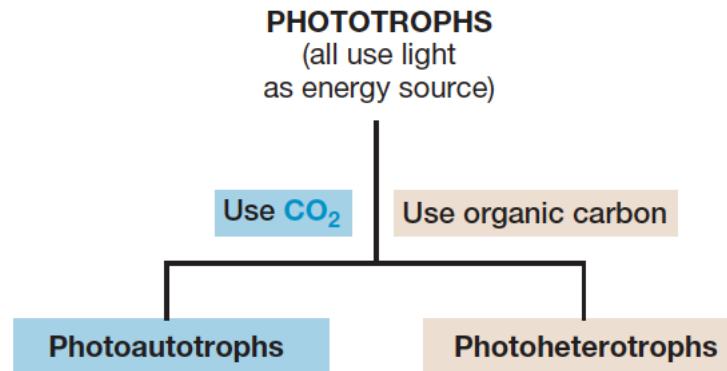 PHOTOTROPHS
(all use light
as energy source)
Use CO₂
Use organic carbon
Photoautotrophs
Photoheterotrophs